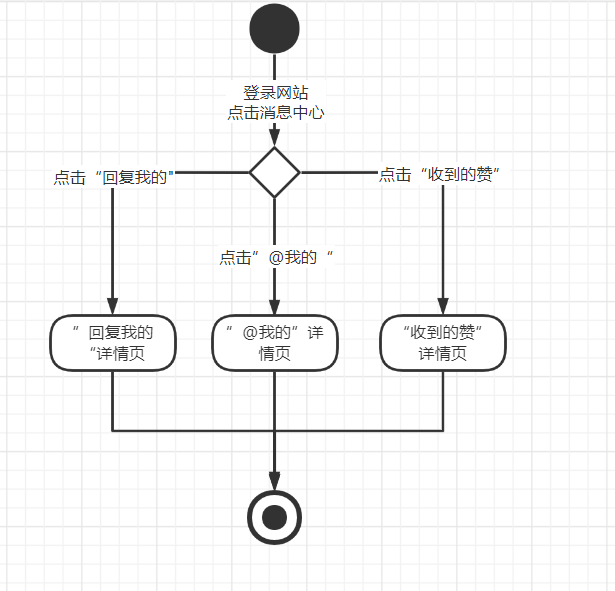 登录网站
点击消息中心
点击“回复我的”
点击“收到的赞”
点击”@我的“
”回复我的
“详情页
”@我的”详
情页
“收到的赞”
详情页